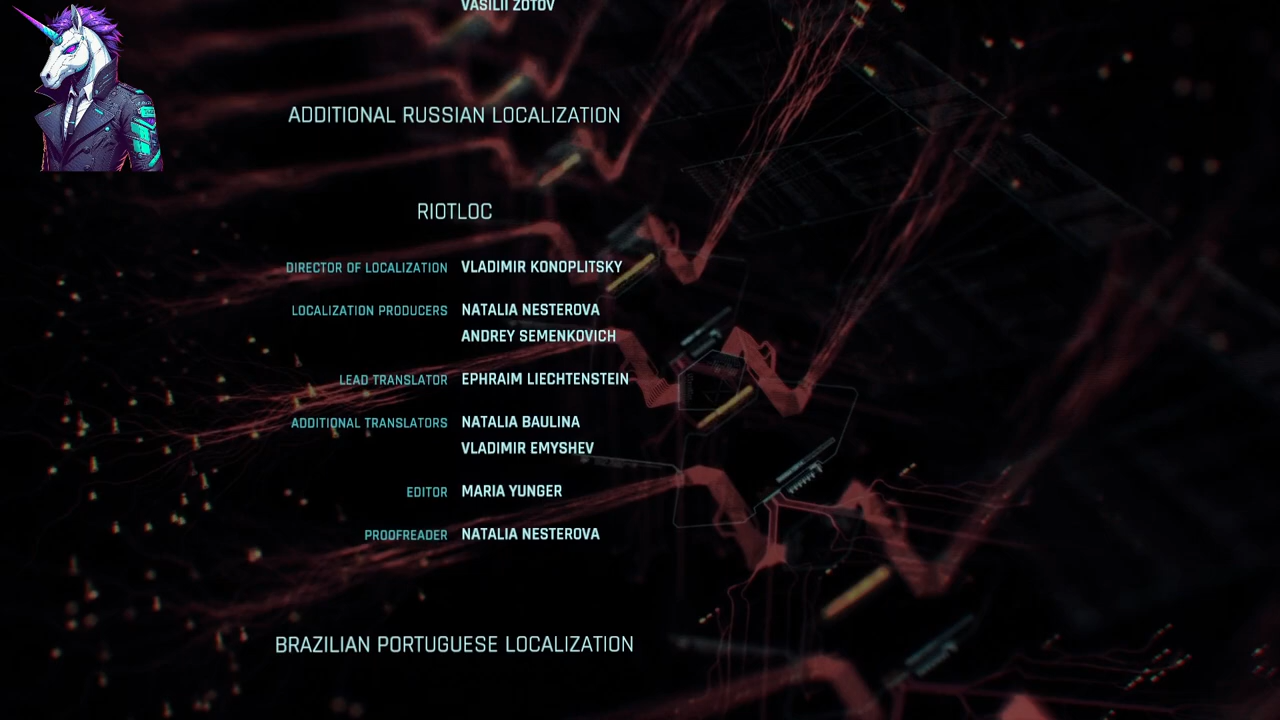 VASILII ZOTOV
ADDITIONAL RUSSIAN LOCALIZATION
RIOTLOC
DIRECTOR OF LOCALIZATION VLADIMIR KONOPLITSKY
LOCALIZATION PRODUCERS NATALIA NESTEROVA
ANDREY SEMENKOVICH
LEAD TRANSLATOR EPHRAIM LIECHTENSTEIN
ADDITIONAL TRANSLATORS NATALIA BAULINA
VLADIMIR EMYSHEV
EDITOR MARIA YUNGER
PROOFREADER NATALIA NESTEROVA
BRAZILIAN PORTUGUESE LOCALIZATION